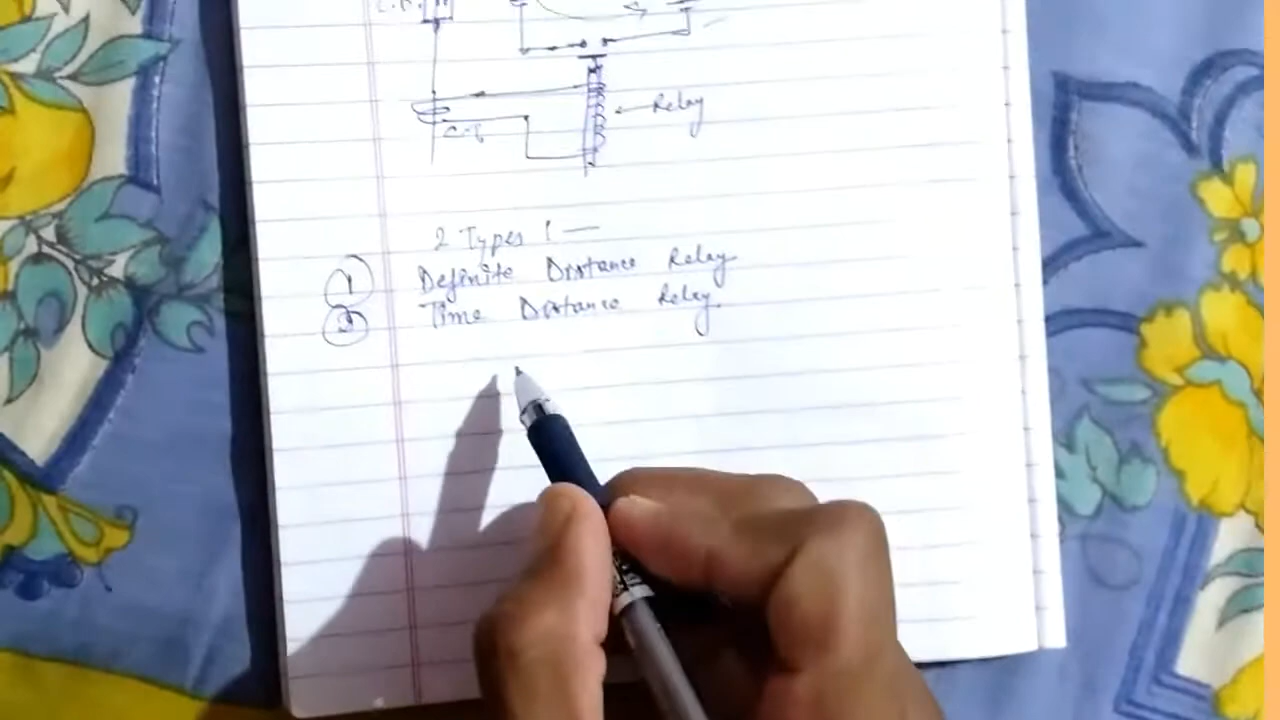 Relay
C.T
2 Types :—
① Definite Distance Relay
② Time Distance Relay